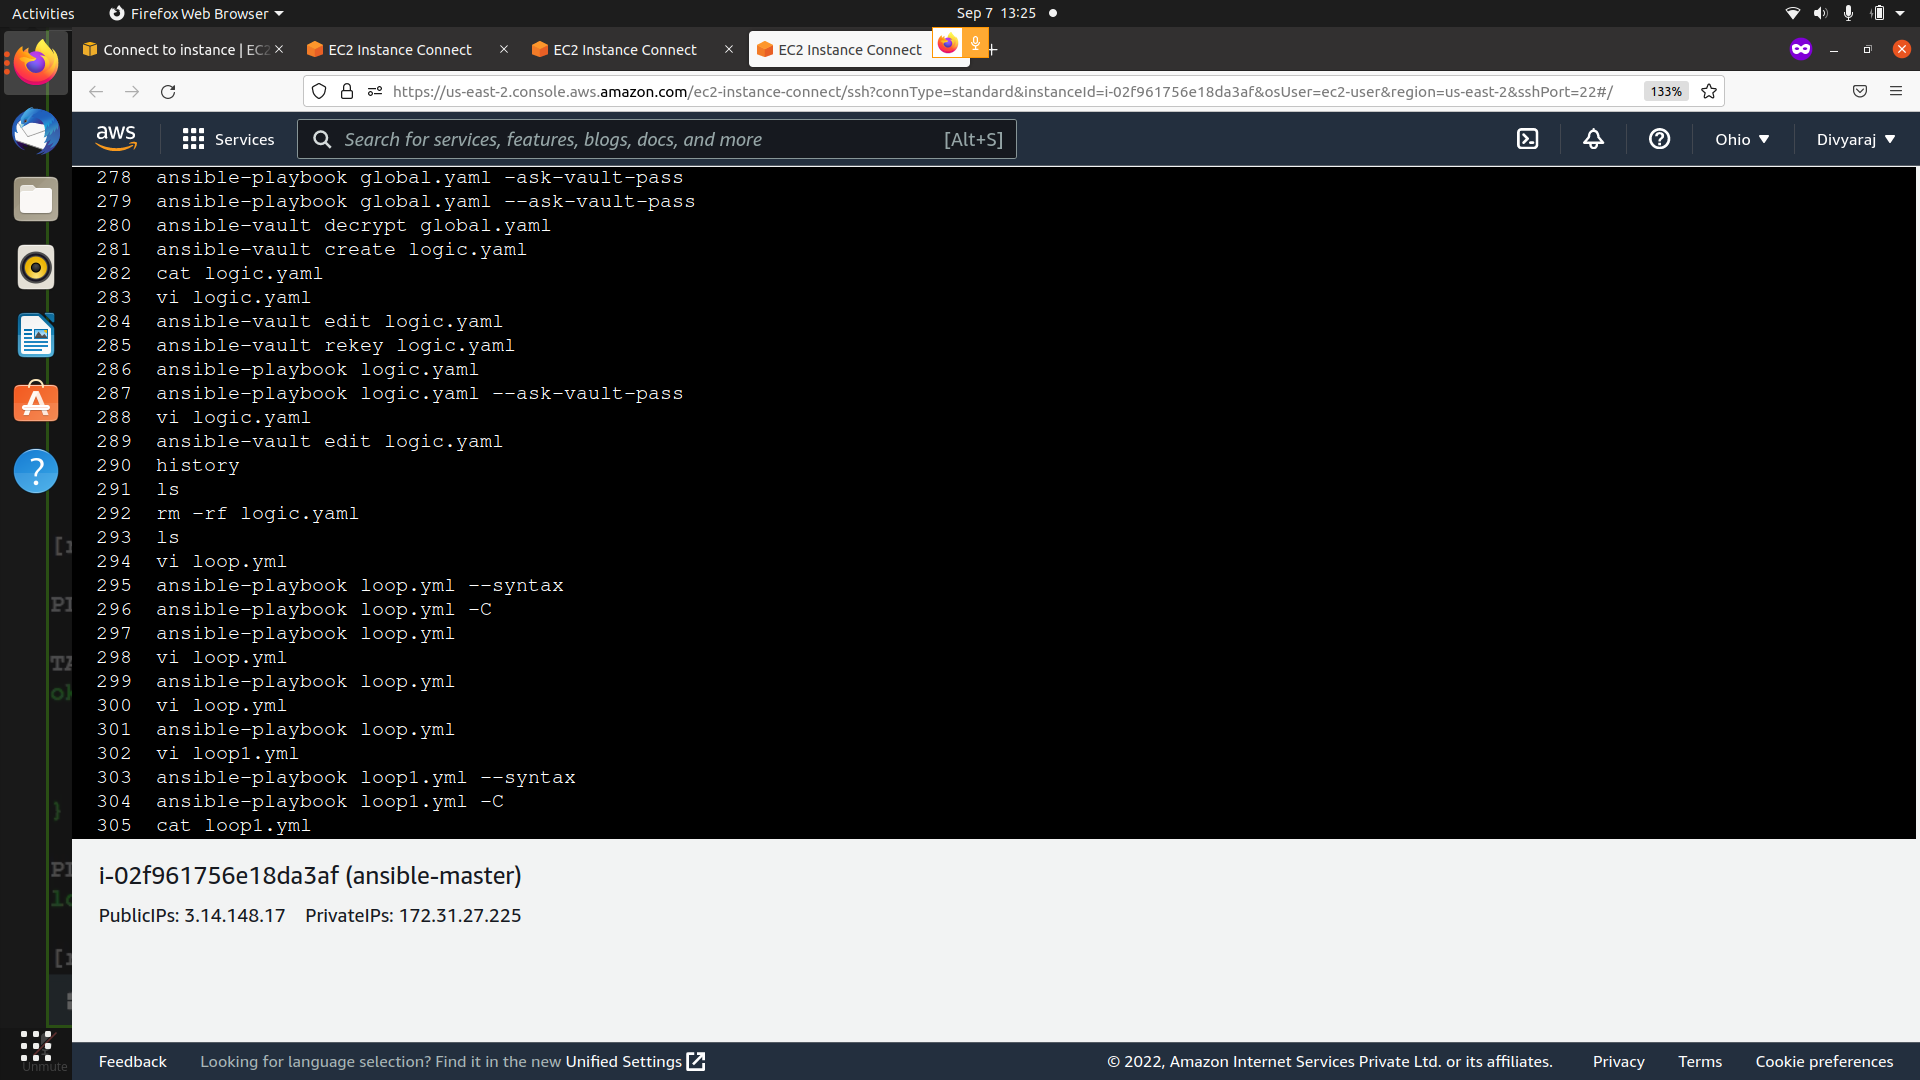 Activities Firefox Web Browser Sep 7 13:25
Connect to instance | EC2 EC2 Instance Connect EC2 Instance Connect EC2 Instance Connect
https://us-east-2.console.aws.amazon.com/ec2-instance-connect/ssh?connType=standard&instanceId=i-02f961756e18da3af&osUser=ec2-user&region=us-east-2&sshPort=22#/ 133%
aws Services Search for services, features, blogs, docs, and more [Alt+S] Ohio Divyaraj
278 ansible-playbook global.yaml -ask-vault-pass
279 ansible-playbook global.yaml --ask-vault-pass
280 ansible-vault decrypt global.yaml
281 ansible-vault create logic.yaml
282 cat logic.yaml
283 vi logic.yaml
284 ansible-vault edit logic.yaml
285 ansible-vault rekey logic.yaml
286 ansible-playbook logic.yaml
287 ansible-playbook logic.yaml --ask-vault-pass
288 vi logic.yaml
289 ansible-vault edit logic.yaml
290 history
291 ls
292 rm -rf logic.yaml
293 ls
294 vi loop.yml
295 ansible-playbook loop.yml --syntax
296 ansible-playbook loop.yml -C
297 ansible-playbook loop.yml
298 vi loop.yml
299 ansible-playbook loop.yml
300 vi loop.yml
301 ansible-playbook loop.yml
302 vi loop1.yml
303 ansible-playbook loop1.yml --syntax
304 ansible-playbook loop1.yml -C
305 cat loop1.yml
i-02f961756e18da3af (ansible-master)
PublicIPs: 3.14.148.17 PrivateIPs: 172.31.27.225
Feedback Looking for language selection? Find it in the new Unified Settings © 2022, Amazon Internet Services Private Ltd. or its affiliates. Privacy Terms Cookie preferences
Unmute